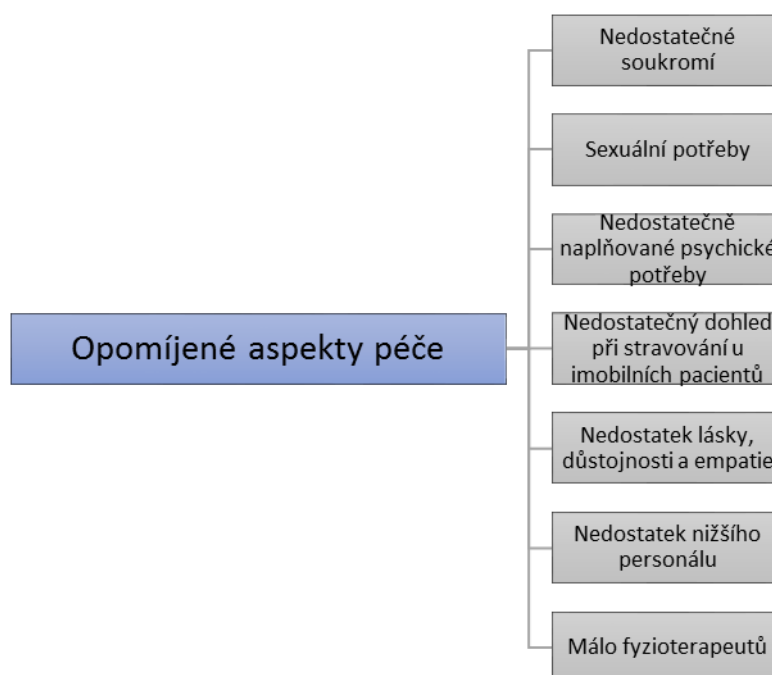 Nedostatečné
soukromí
Sexuální potřeby
Nedostatečně
naplňované psychické
potřeby
Opomíjené aspekty péče
Nedostatečný dohled
při stravování u
imobilních pacientů
Nedostatek lásky,
důstojnosti a empatie
Nedostatek nižšího
personálu
Málo fyzioterapeutů